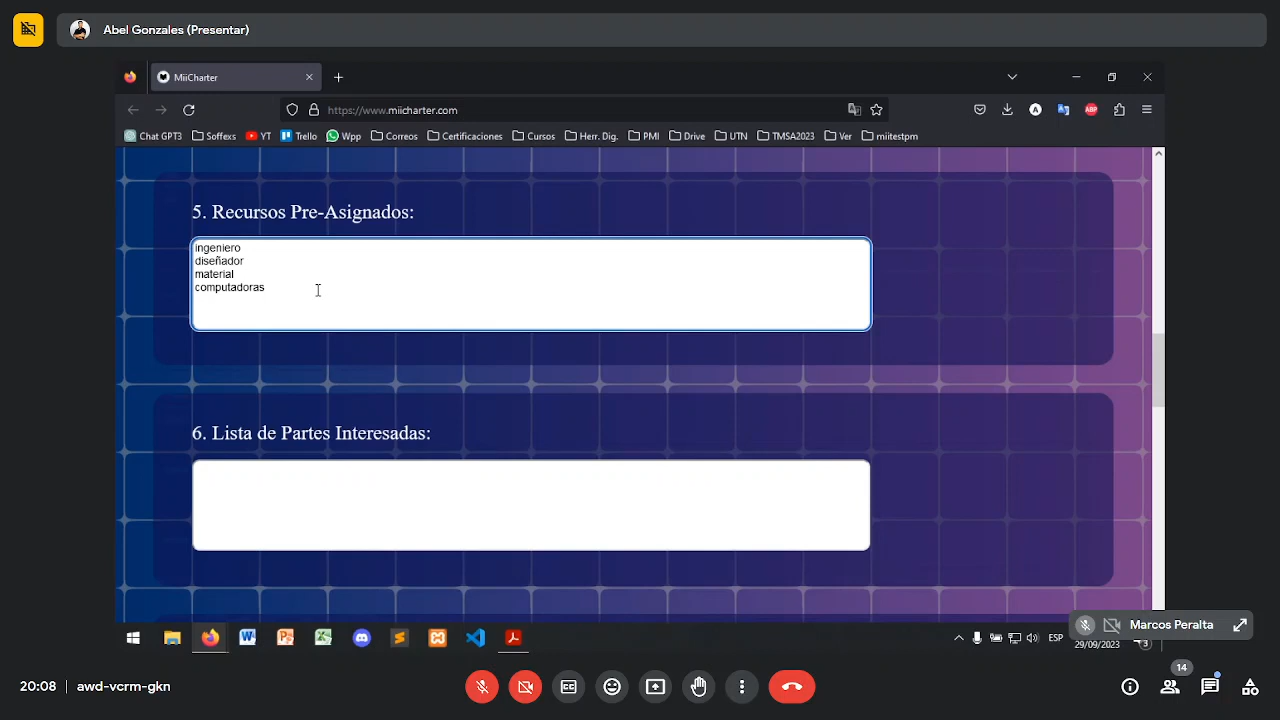 Abel Gonzales (Presentar)
MiiCharter
https://www.miicharter.com
Chat GPT3 Soffexs YT Trello Wpp Correos Certificaciones Cursos Herr. Dig. PMI Drive UTN TMSA2023 Ver miitestpm
5. Recursos Pre-Asignados:
ingeniero
diseñador
material
computadoras
6. Lista de Partes Interesadas:
Marcos Peralta
ESP
29/09/2023
3
14
20:08 awd-vcrm-gkn